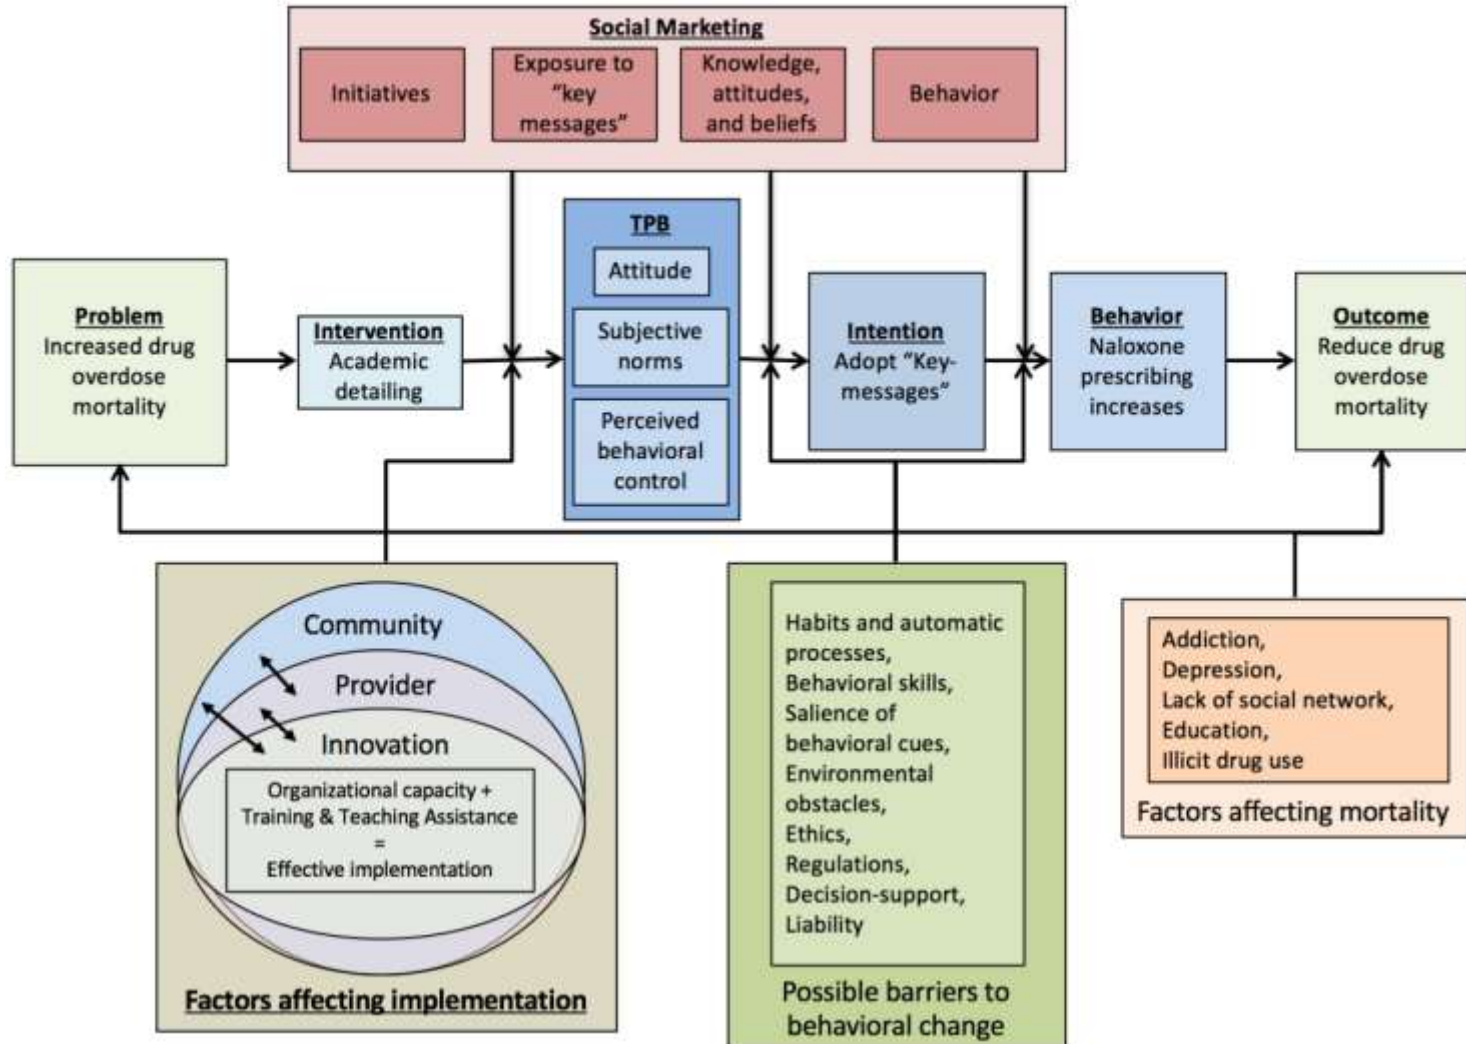 Social Marketing
Initiatives
Exposure to
“key
messages”
Knowledge,
attitudes,
and beliefs
Behavior
Problem
Increased drug
overdose
mortality
Intervention
Academic
detailing
TPB
Attitude
Subjective
norms
Perceived
behavioral
control
Intention
Adopt “Key-
messages”
Behavior
Naloxone
prescribing
increases
Outcome
Reduce drug
overdose
mortality
Community
Provider
Innovation
Organizational capacity +
Training & Teaching Assistance
=
Effective implementation
Factors affecting implementation
Habits and automatic
processes,
Behavioral skills,
Salience of
behavioral cues,
Environmental
obstacles,
Ethics,
Regulations,
Decision-support,
Liability
Possible barriers to
behavioral change
Addiction,
Depression,
Lack of social network,
Education,
Illicit drug use
Factors affecting mortality